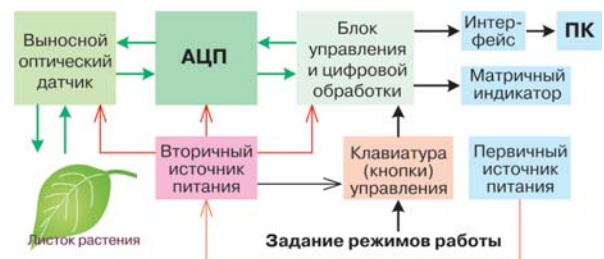 Выносной
оптический
датчик
АЦП
Блок
управления
и цифровой
обработки
Интер-
фейс
ПК
Матричный
индикатор
Вторичный
источник
питания
Клавиатура
(кнопки)
управления
Первичный
источник
питания
Листок растения
Задание режимов работы